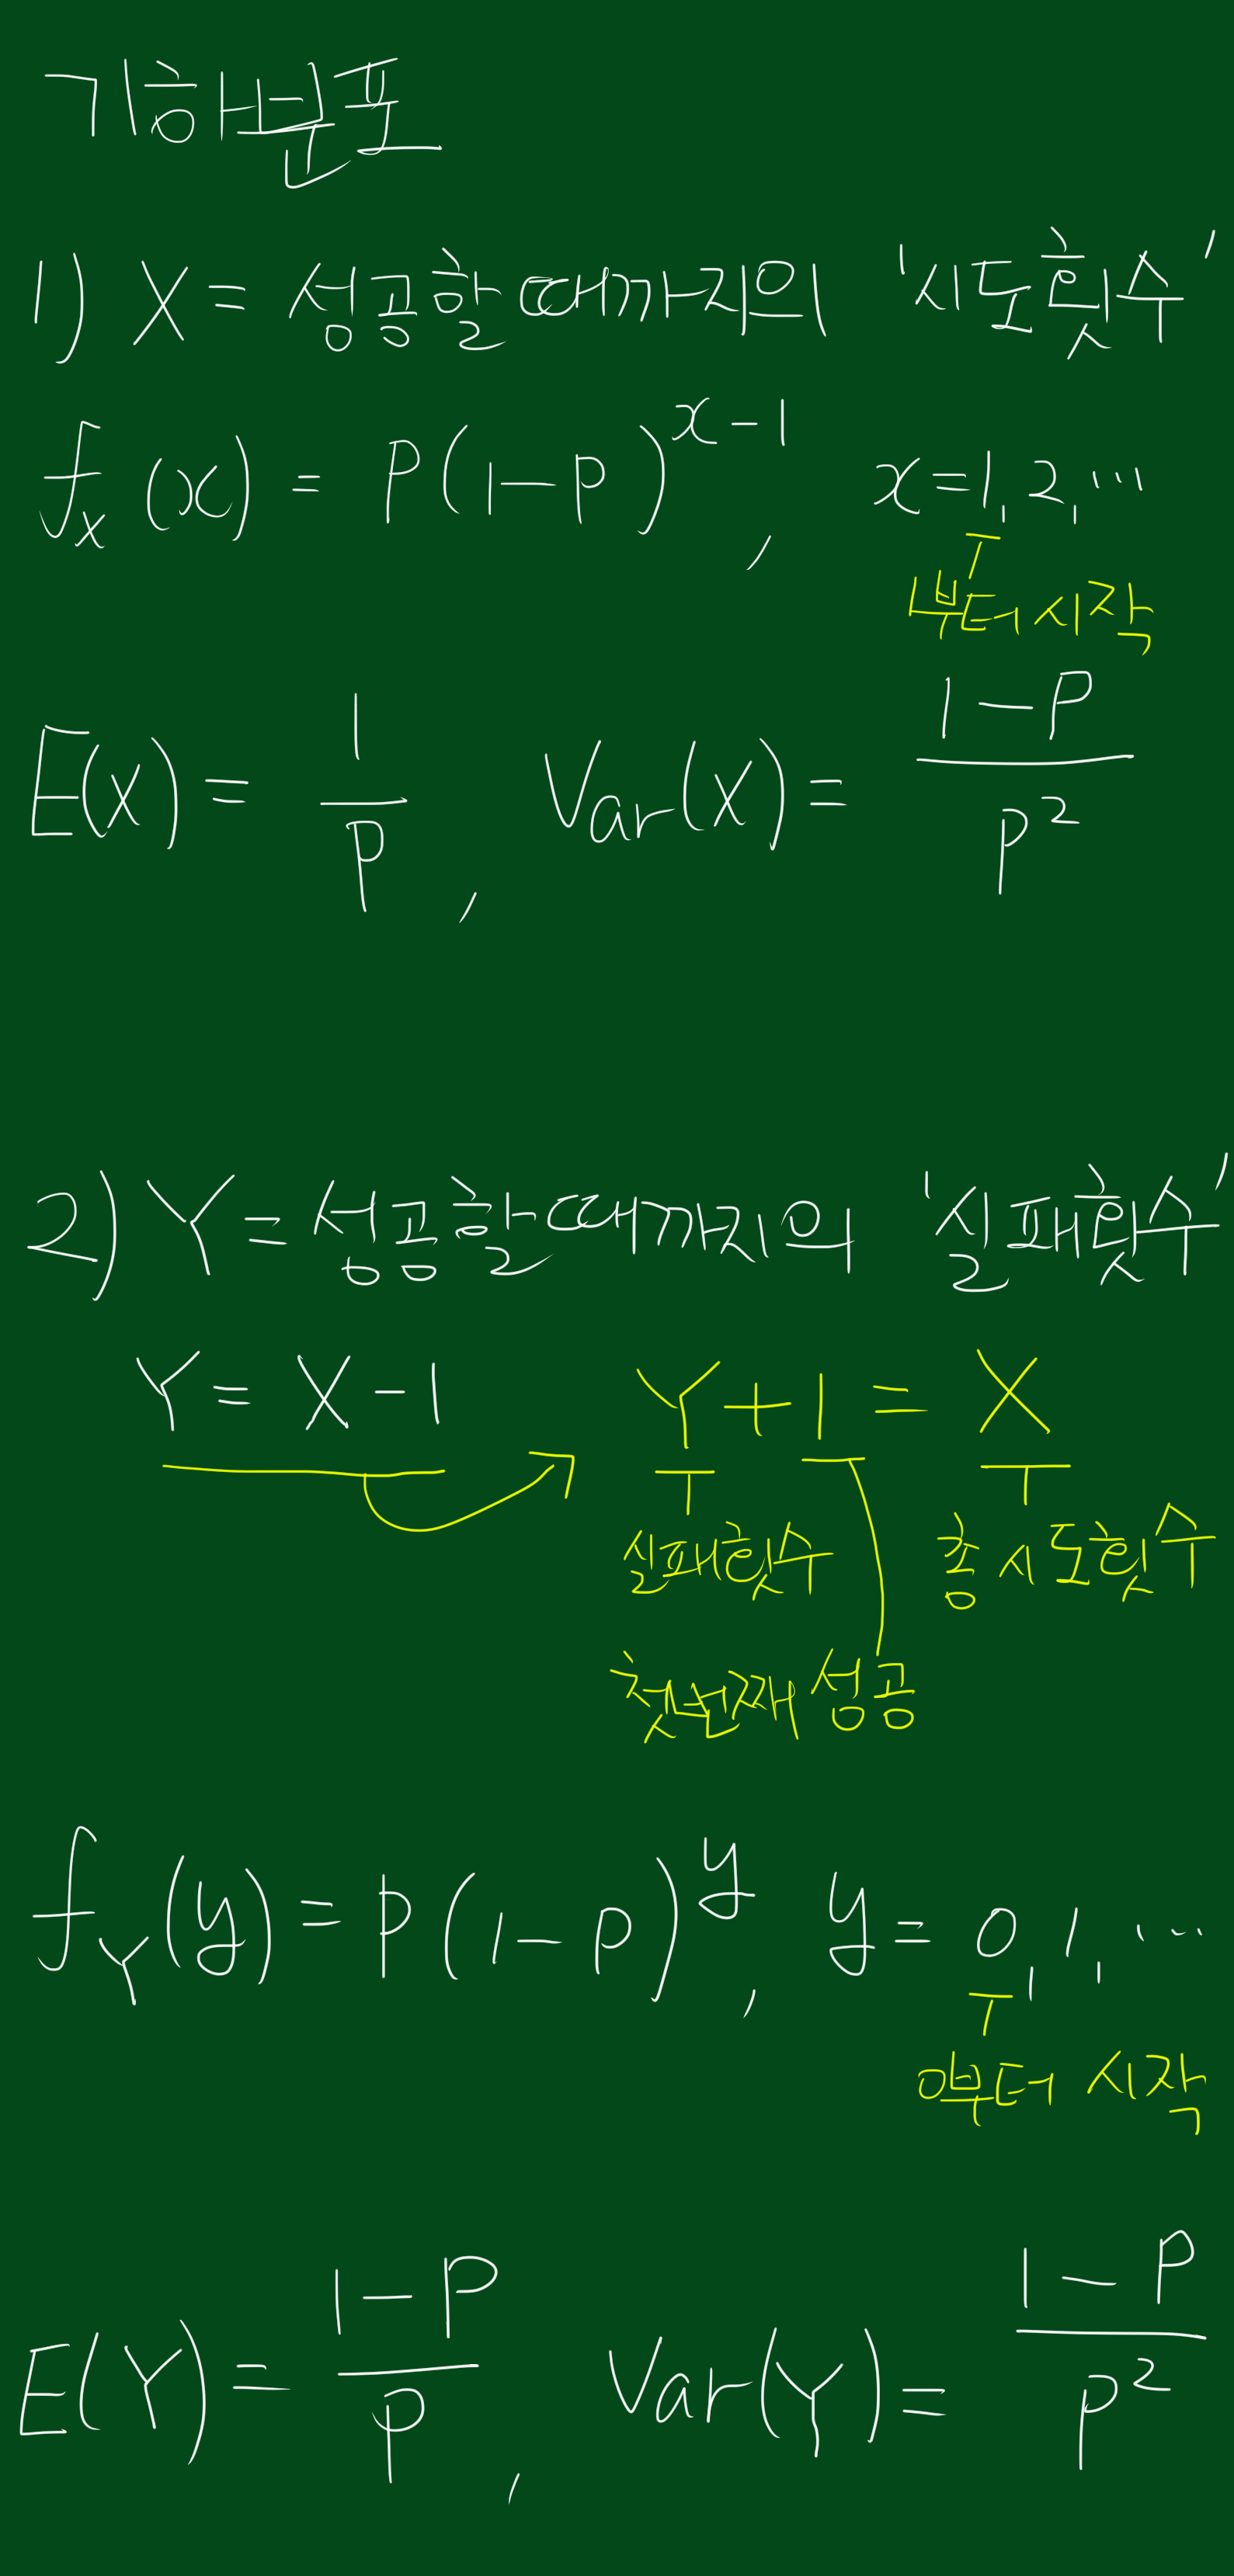 기하분포
1) X = 성공할때까지의 '시도횟수'
f_X(x) = P(1-p)^{x-1}, x=1, 2, ...
1부터 시작
E(X) = \frac{1}{p}, Var(X) = \frac{1-P}{p^2}
2) Y = 성공할때까지의 '실패횟수'
Y = X-1 Y+1 = X
실패횟수 총 시도횟수
첫번째 성공
f_Y(y) = P(1-p)^y, y = 0, 1, ...
0부터 시작
E(Y) = \frac{1-P}{p}, Var(Y) = \frac{1-P}{p^2}